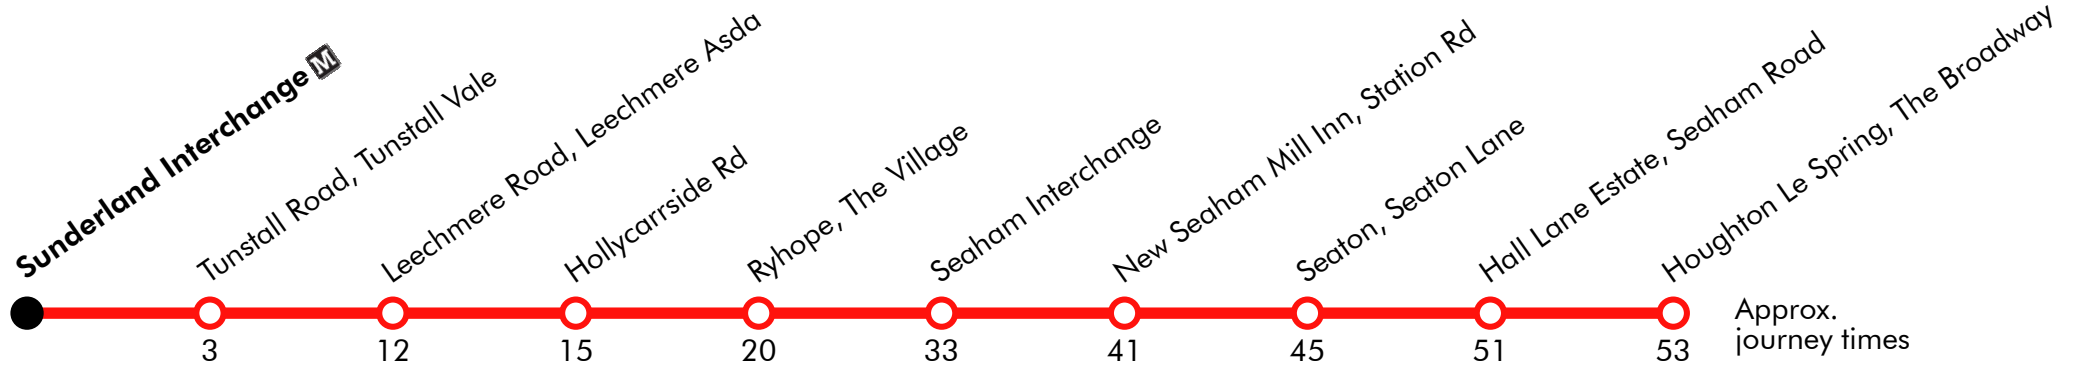 Sunderland Interchange M
Tunstall Road, Tunstall Vale
Leechmere Road, Leechmere Asda
Hollycarrside Rd
Ryhope, The Village
Seaham Interchange
New Seaham Mill Inn, Station Rd
Seaton, Seaton Lane
Hall Lane Estate, Seaham Road
Houghton Le Spring, The Broadway
3 12 15 20 33 41 45 51 53
Approx.
journey times